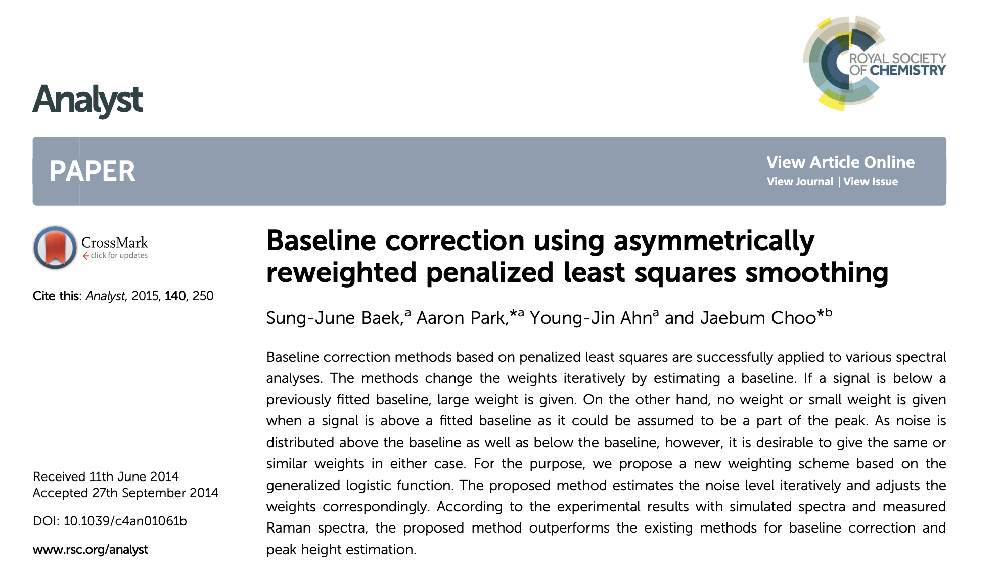 ROYAL SOCIETY
OF CHEMISTRY
Analyst
PAPER
View Article Online
View Journal | View Issue
CrossMark
click for updates
Cite this: Analyst, 2015, 140, 250
Received 11th June 2014
Accepted 27th September 2014
DOI: 10.1039/c4an01061b
www.rsc.org/analyst
Baseline correction using asymmetrically
reweighted penalized least squares smoothing
Sung-June Baek,a Aaron Park,*a Young-Jin Ahna and Jaebum Choo*b
Baseline correction methods based on penalized least squares are successfully applied to various spectral
analyses. The methods change the weights iteratively by estimating a baseline. If a signal is below a
previously fitted baseline, large weight is given. On the other hand, no weight or small weight is given
when a signal is above a fitted baseline as it could be assumed to be a part of the peak. As noise is
distributed above the baseline as well as below the baseline, however, it is desirable to give the same or
similar weights in either case. For the purpose, we propose a new weighting scheme based on the
generalized logistic function. The proposed method estimates the noise level iteratively and adjusts the
weights correspondingly. According to the experimental results with simulated spectra and measured
Raman spectra, the proposed method outperforms the existing methods for baseline correction and
peak height estimation.